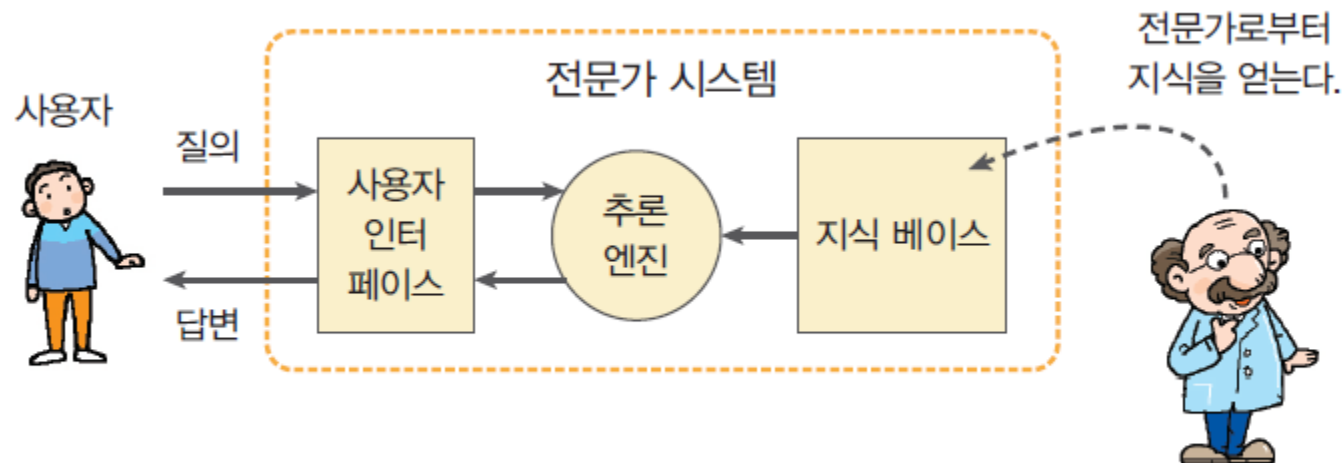 전문가로부터
지식을 얻는다.
전문가 시스템
사용자
질의
사용자
인터
페이스
추론
엔진
지식 베이스
답변